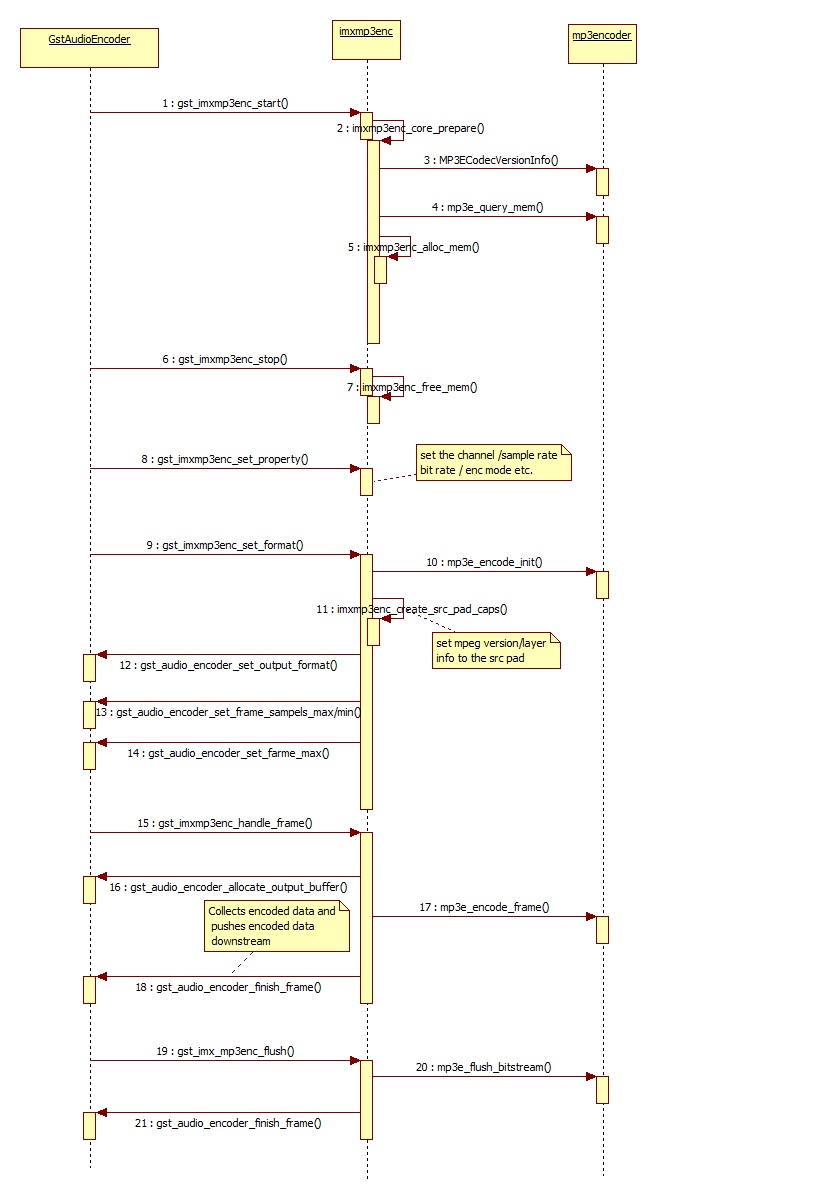 GstAudioEncoder
imxmp3enc
mp3encoder
1 : gst_imxmp3enc_start()
2 : imxmp3enc_core_prepare()
3 : MP3ECodecVersionInfo()
4 : mp3e_query_mem()
5 : imxmp3enc_alloc_mem()
6 : gst_imxmp3enc_stop()
7 : imxmp3enc_free_mem()
8 : gst_imxmp3enc_set_property()
set the channel /sample rate
bit rate / enc mode etc.
9 : gst_imxmp3enc_set_format()
10 : mp3e_encode_init()
11 : imxmp3enc_create_src_pad_caps()
set mpeg version/layer
info to the src pad
12 : gst_audio_encoder_set_output_format()
13 : gst_audio_encoder_set_frame_sampels_max/min()
14 : gst_audio_encoder_set_farme_max()
15 : gst_imxmp3enc_handle_frame()
16 : gst_audio_encoder_allocate_output_buffer()
17 : mp3e_encode_frame()
Collects encoded data and
pushes encoded data
downstream
18 : gst_audio_encoder_finish_frame()
19 : gst_imx_mp3enc_flush()
20 : mp3e_flush_bitstream()
21 : gst_audio_encoder_finish_frame()